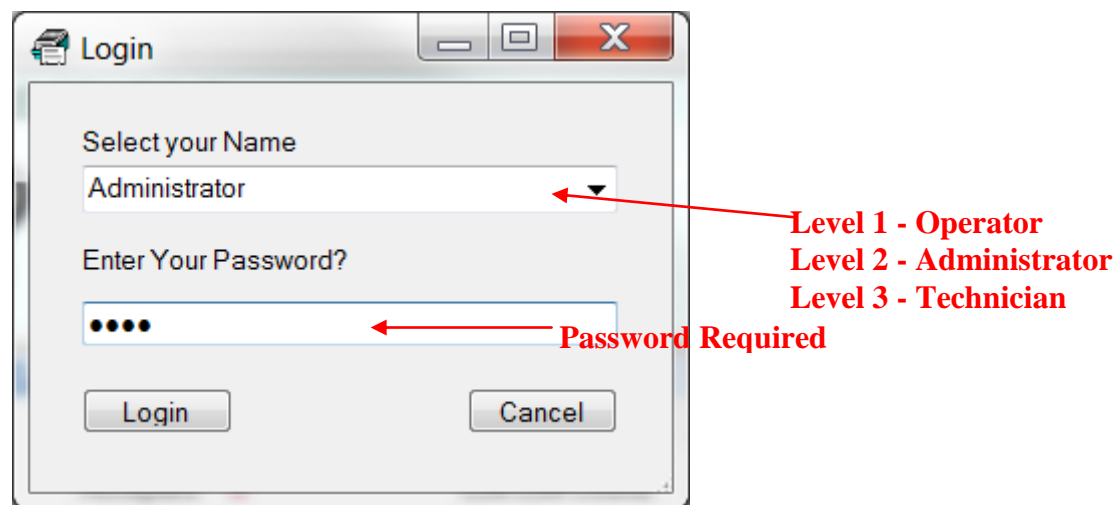 Login
Select your Name
Administrator
Level 1 - Operator
Enter Your Password?
Level 2 - Administrator
Level 3 - Technician
●●●●
Password Required
Login
Cancel